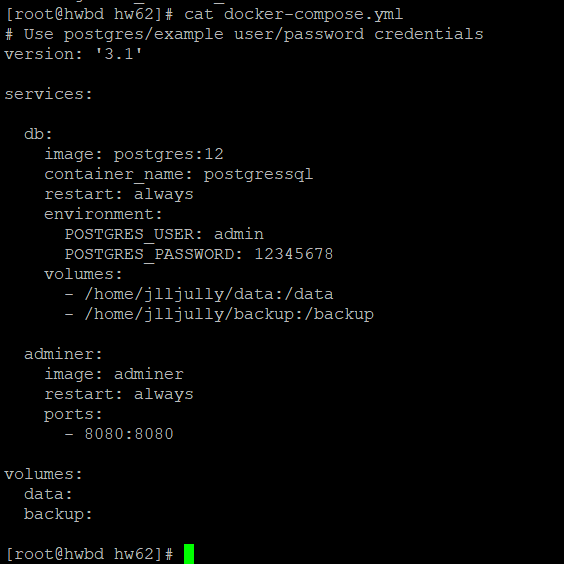 [root@hwbd hw62]# cat docker-compose.yml
# Use postgres/example user/password credentials
version: '3.1'

services:

  db:
    image: postgres:12
    container_name: postgressql
    restart: always
    environment:
      POSTGRES_USER: admin
      POSTGRES_PASSWORD: 12345678
    volumes:
      - /home/jlljully/data:/data
      - /home/jlljully/backup:/backup

  adminer:
    image: adminer
    restart: always
    ports:
      - 8080:8080

volumes:
  data:
  backup:

[root@hwbd hw62]#